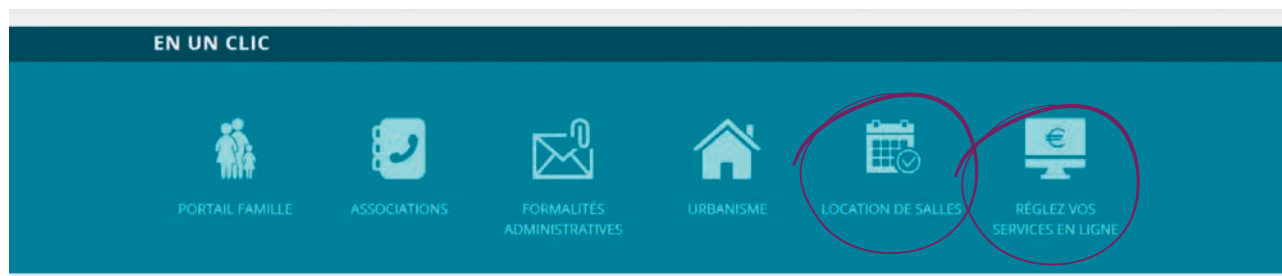 EN UN CLIC
€
PORTAIL FAMILLE
ASSOCIATIONS
FORMALITÉS
ADMINISTRATIVES
URBANISME
LOCATION DE SALLES
RÉGLEZ VOS
SERVICES EN LIGNE